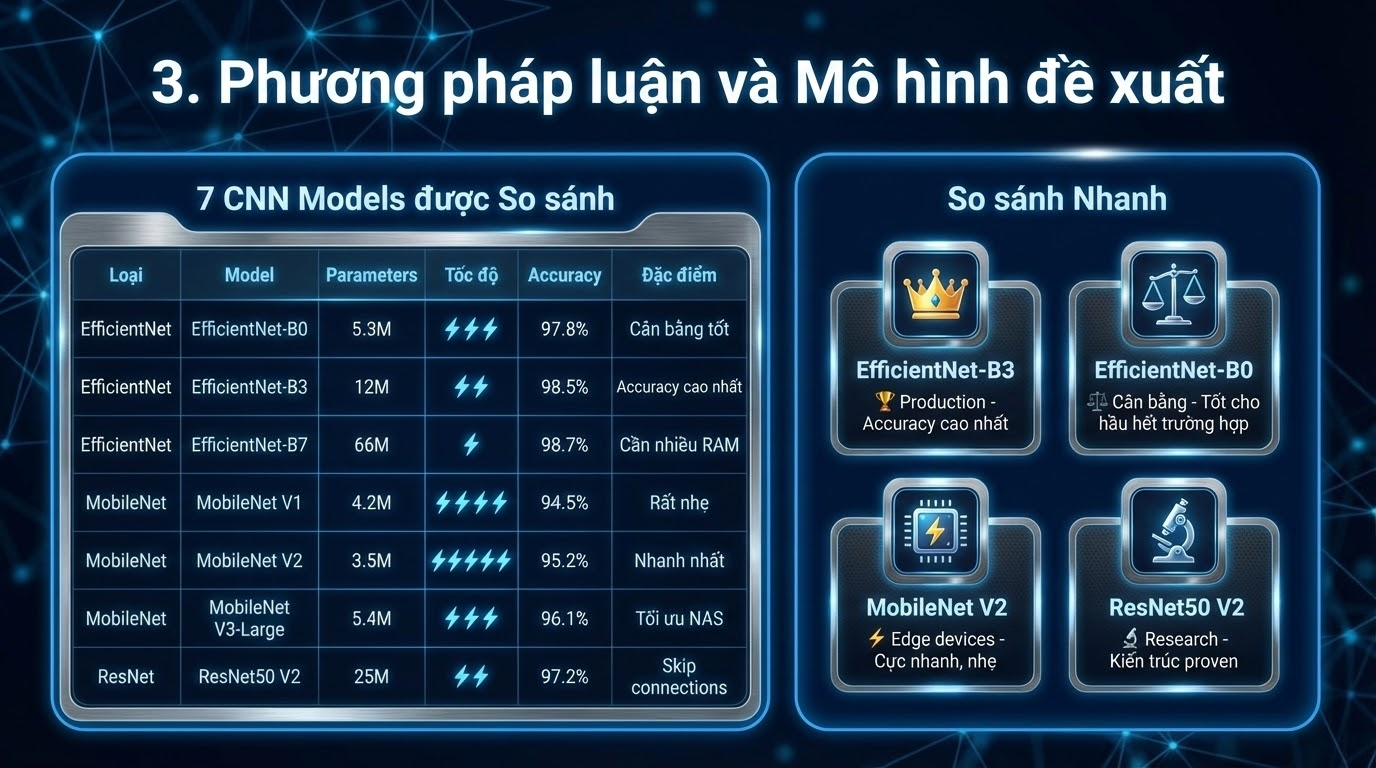 3. Phương pháp luận và Mô hình đề xuất
7 CNN Models được So sánh
Loại Model Parameters Tốc độ Accuracy Đặc điểm
EfficientNet EfficientNet-B0 5.3M ⚡⚡⚡ 97.8% Cân bằng tốt
EfficientNet EfficientNet-B3 12M ⚡⚡ 98.5% Accuracy cao nhất
EfficientNet EfficientNet-B7 66M ⚡ 98.7% Cần nhiều RAM
MobileNet MobileNet V1 4.2M ⚡⚡⚡⚡ 94.5% Rất nhẹ
MobileNet MobileNet V2 3.5M ⚡⚡⚡⚡⚡ 95.2% Nhanh nhất
MobileNet MobileNet
V3-Large 5.4M ⚡⚡⚡ 96.1% Tối ưu NAS
ResNet ResNet50 V2 25M ⚡⚡ 97.2% Skip
connections
So sánh Nhanh
EfficientNet-B3
🏆 Production -
Accuracy cao nhất
EfficientNet-B0
⚖️ Cân bằng - Tốt cho
hầu hết trường hợp
MobileNet V2
⚡ Edge devices -
Cực nhanh, nhẹ
ResNet50 V2
🔬 Research -
Kiến trúc proven